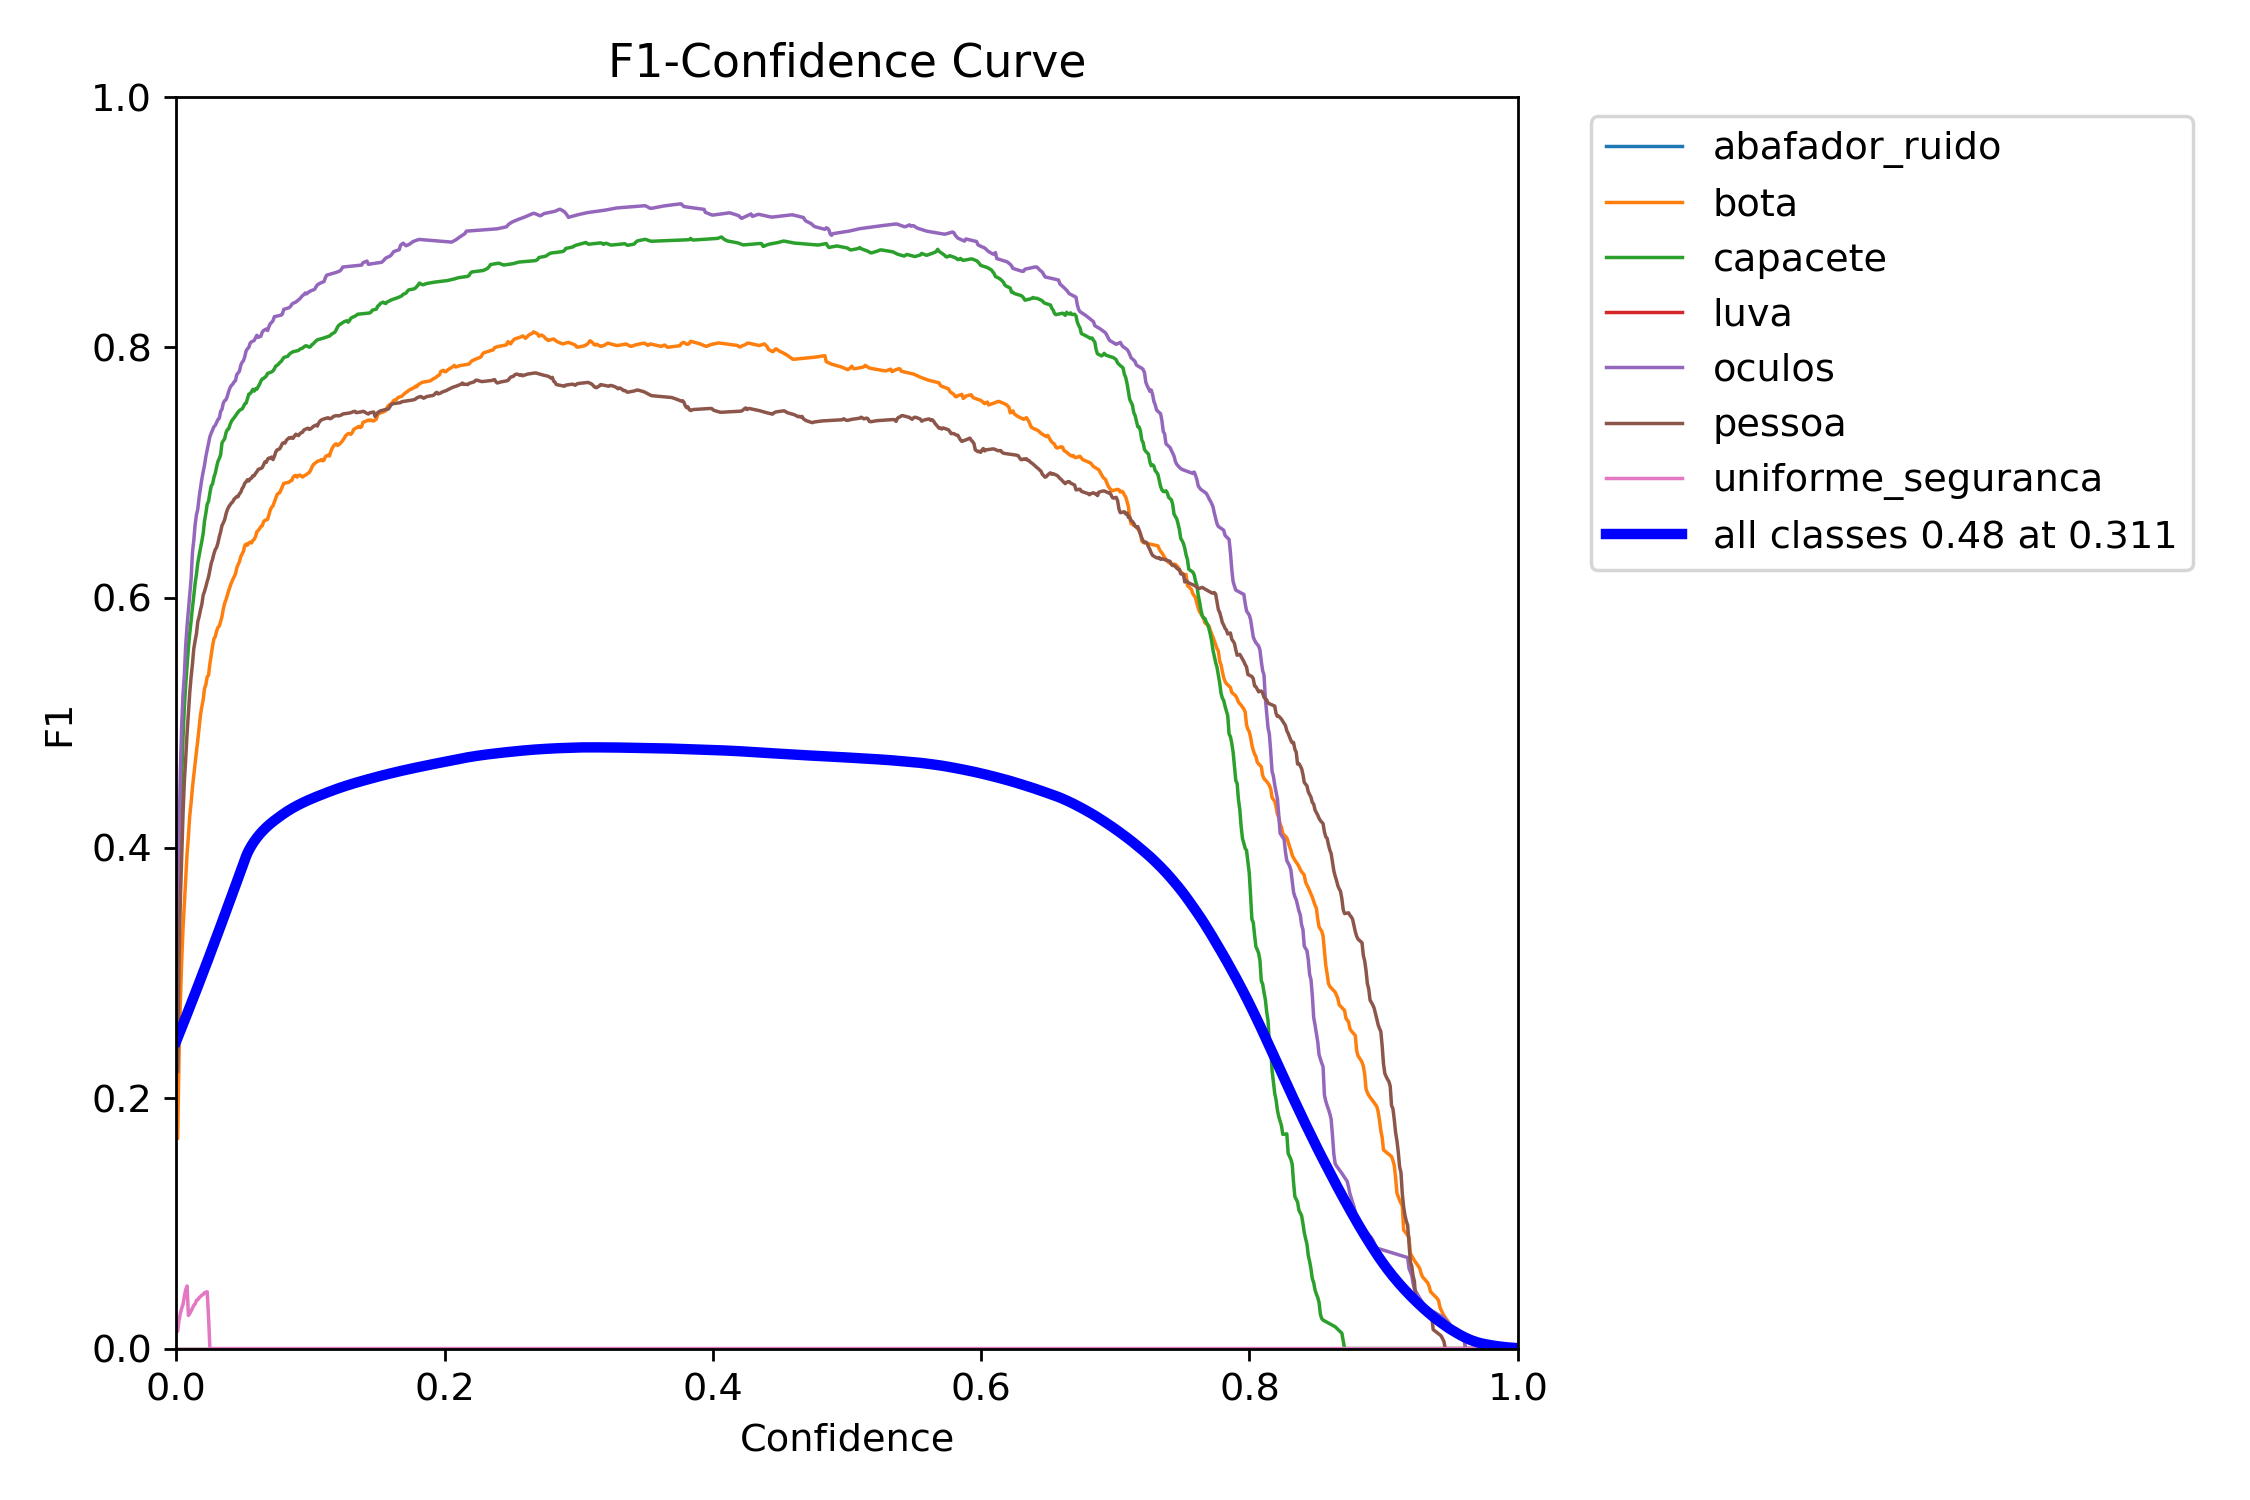 F1-Confidence Curve
1.0
0.8
0.6
0.4
0.2
0.0
F1
0.0 0.2 0.4 0.6 0.8 1.0
Confidence
abafador_ruido
bota
capacete
luva
oculos
pessoa
uniforme_seguranca
all classes 0.48 at 0.311